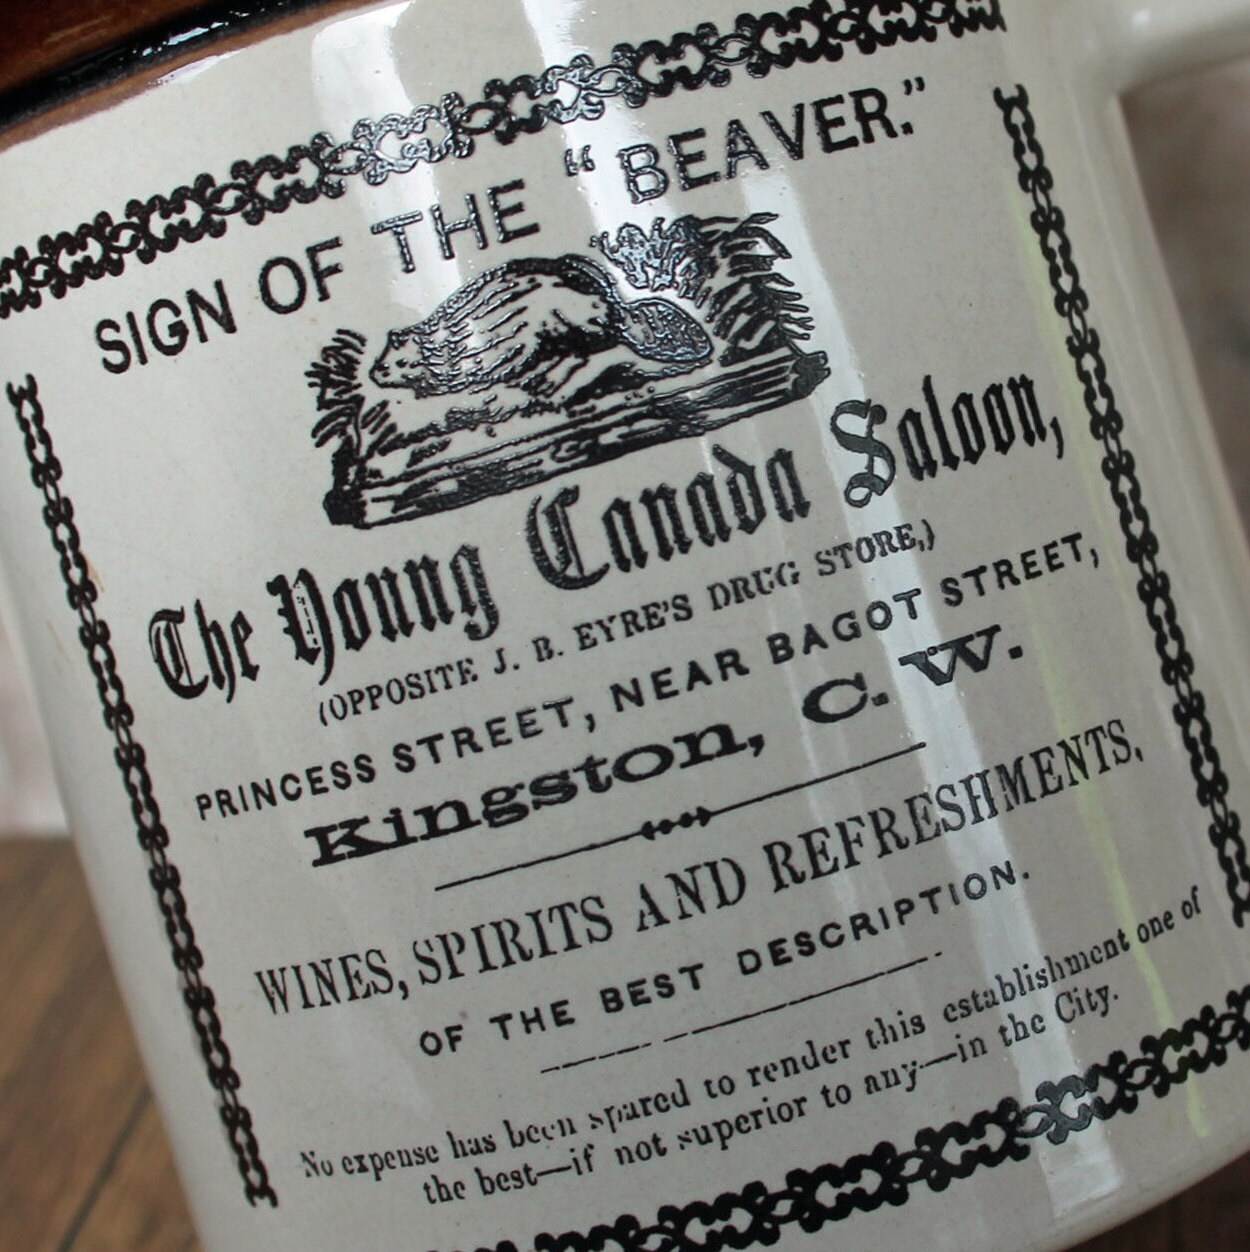 SIGN OF THE "BEAVER."
The Young Canada Saloon,
(OPPOSITE J. B. EYRE'S DRUG STORE,)
PRINCESS STREET, NEAR BAGOT STREET,
Kingston, C. W.
WINES, SPIRITS AND REFRESHMENTS,
OF THE BEST DESCRIPTION.
No expense has been spared to render this establishment one of
the best—if not superior to any—in the City.